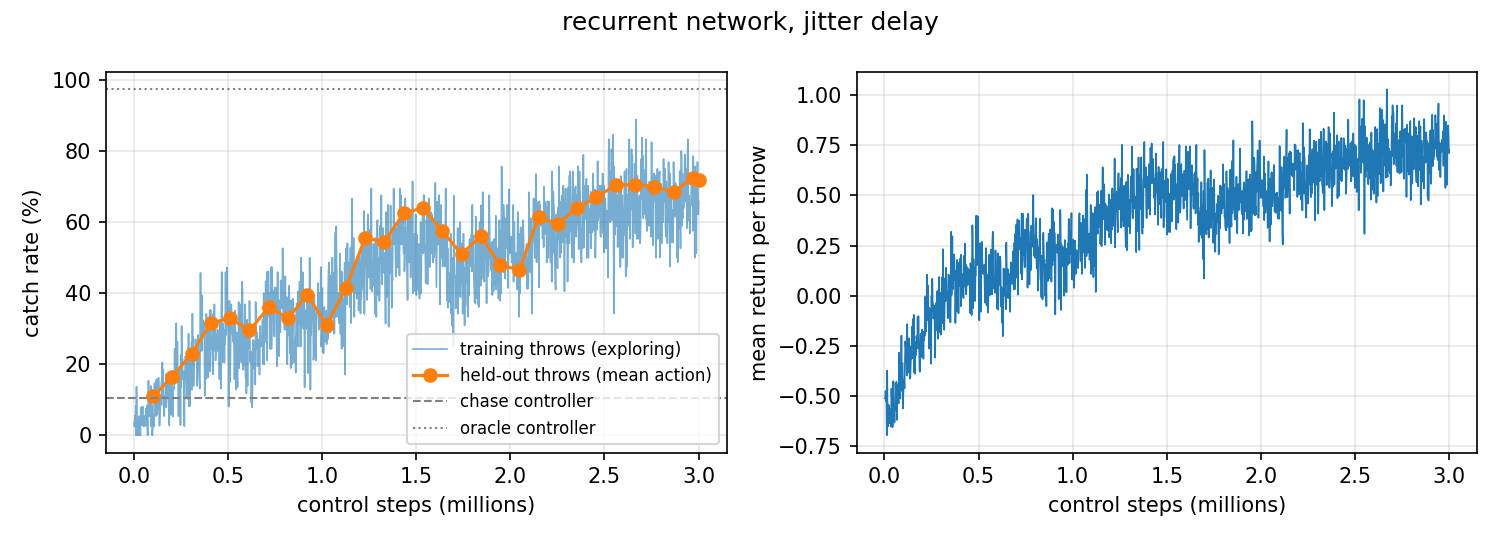 recurrent network, jitter delay
100
80
60
40
20
0
catch rate (%)
training throws (exploring)
held-out throws (mean action)
chase controller
oracle controller
0.0 0.5 1.0 1.5 2.0 2.5 3.0
control steps (millions)
1.00
0.75
0.50
0.25
0.00
−0.25
−0.50
−0.75
mean return per throw
0.0 0.5 1.0 1.5 2.0 2.5 3.0
control steps (millions)